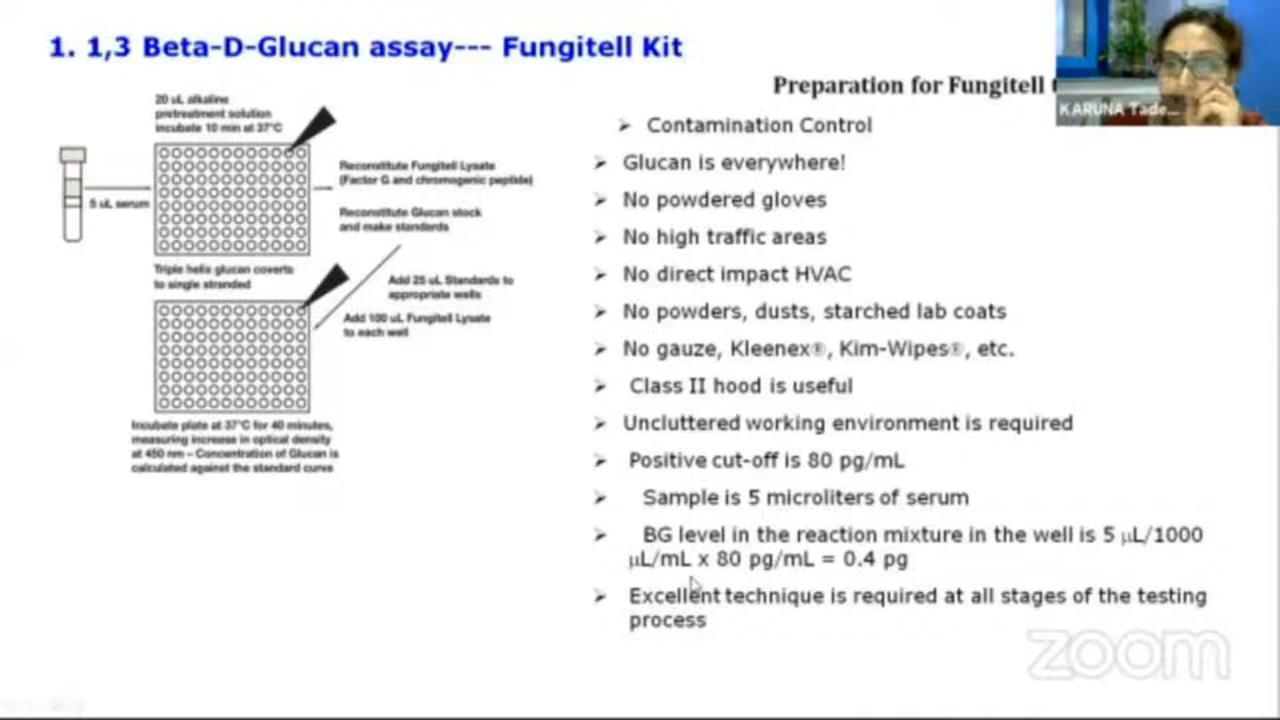 1. 1,3 Beta-D-Glucan assay--- Fungitell Kit
20 uL alkaline
pretreatment solution
incubate 10 min at 37°C
5 uL serum
Reconstitute Fungitell Lysate
(Factor G and chromogenic peptide)
Reconstitute Glucan stock
and make standards
Triple helix glucan coverts
to single stranded
Add 25 uL Standards to
appropriate wells
Add 100 uL Fungitell Lysate
to each well
Incubate plate at 37°C for 40 minutes,
measuring increase in optical density
at 450 nm – Concentration of Glucan is
calculated against the standard curve
Preparation for Fungitell
➢ Contamination Control
➢ Glucan is everywhere!
➢ No powdered gloves
➢ No high traffic areas
➢ No direct impact HVAC
➢ No powders, dusts, starched lab coats
➢ No gauze, Kleenex®, Kim-Wipes®, etc.
➢ Class II hood is useful
➢ Uncluttered working environment is required
➢ Positive cut-off is 80 pg/mL
➢ Sample is 5 microliters of serum
➢ BG level in the reaction mixture in the well is 5 µL/1000
µL/mL x 80 pg/mL = 0.4 pg
➢ Excellent technique is required at all stages of the testing
process
KARUNA Tade...
zoom